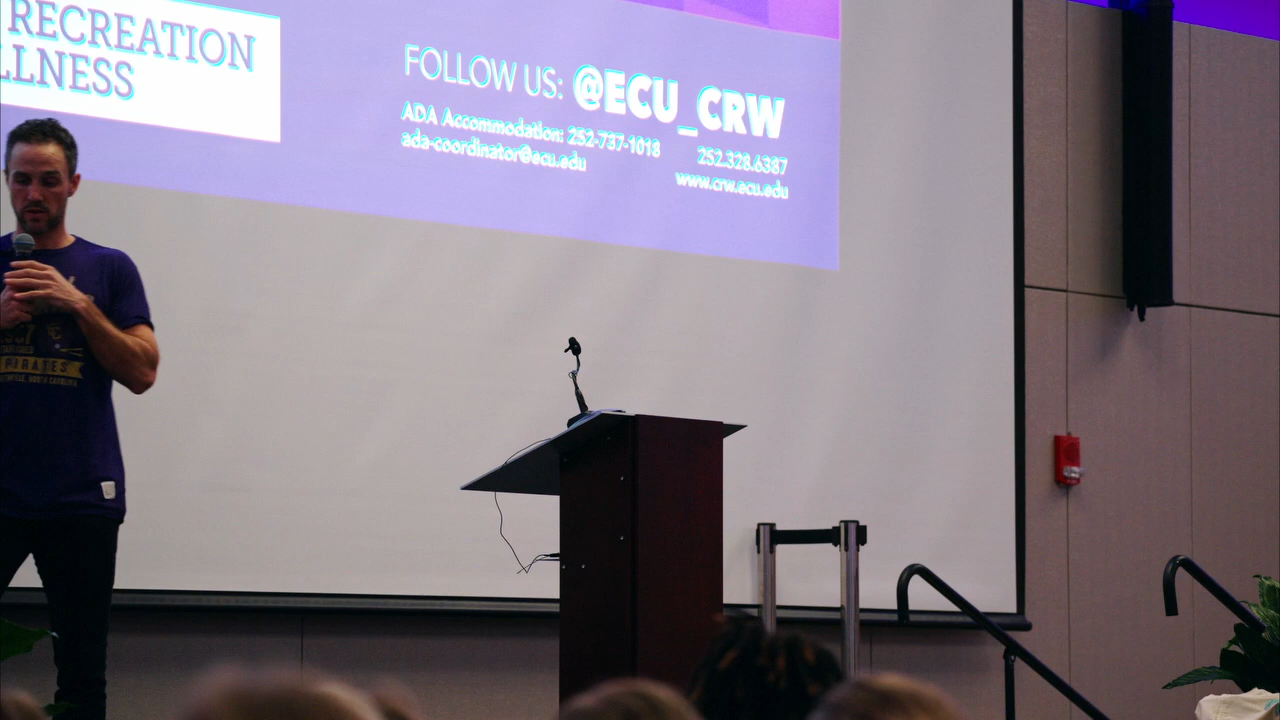 RECREATION
LLNESS
FOLLOW US: @ECU_CRW
ADA Accommodation: 252-737-1018
ada-coordinator@ecu.edu
252.328.6387
www.crw.ecu.edu
PIRATES